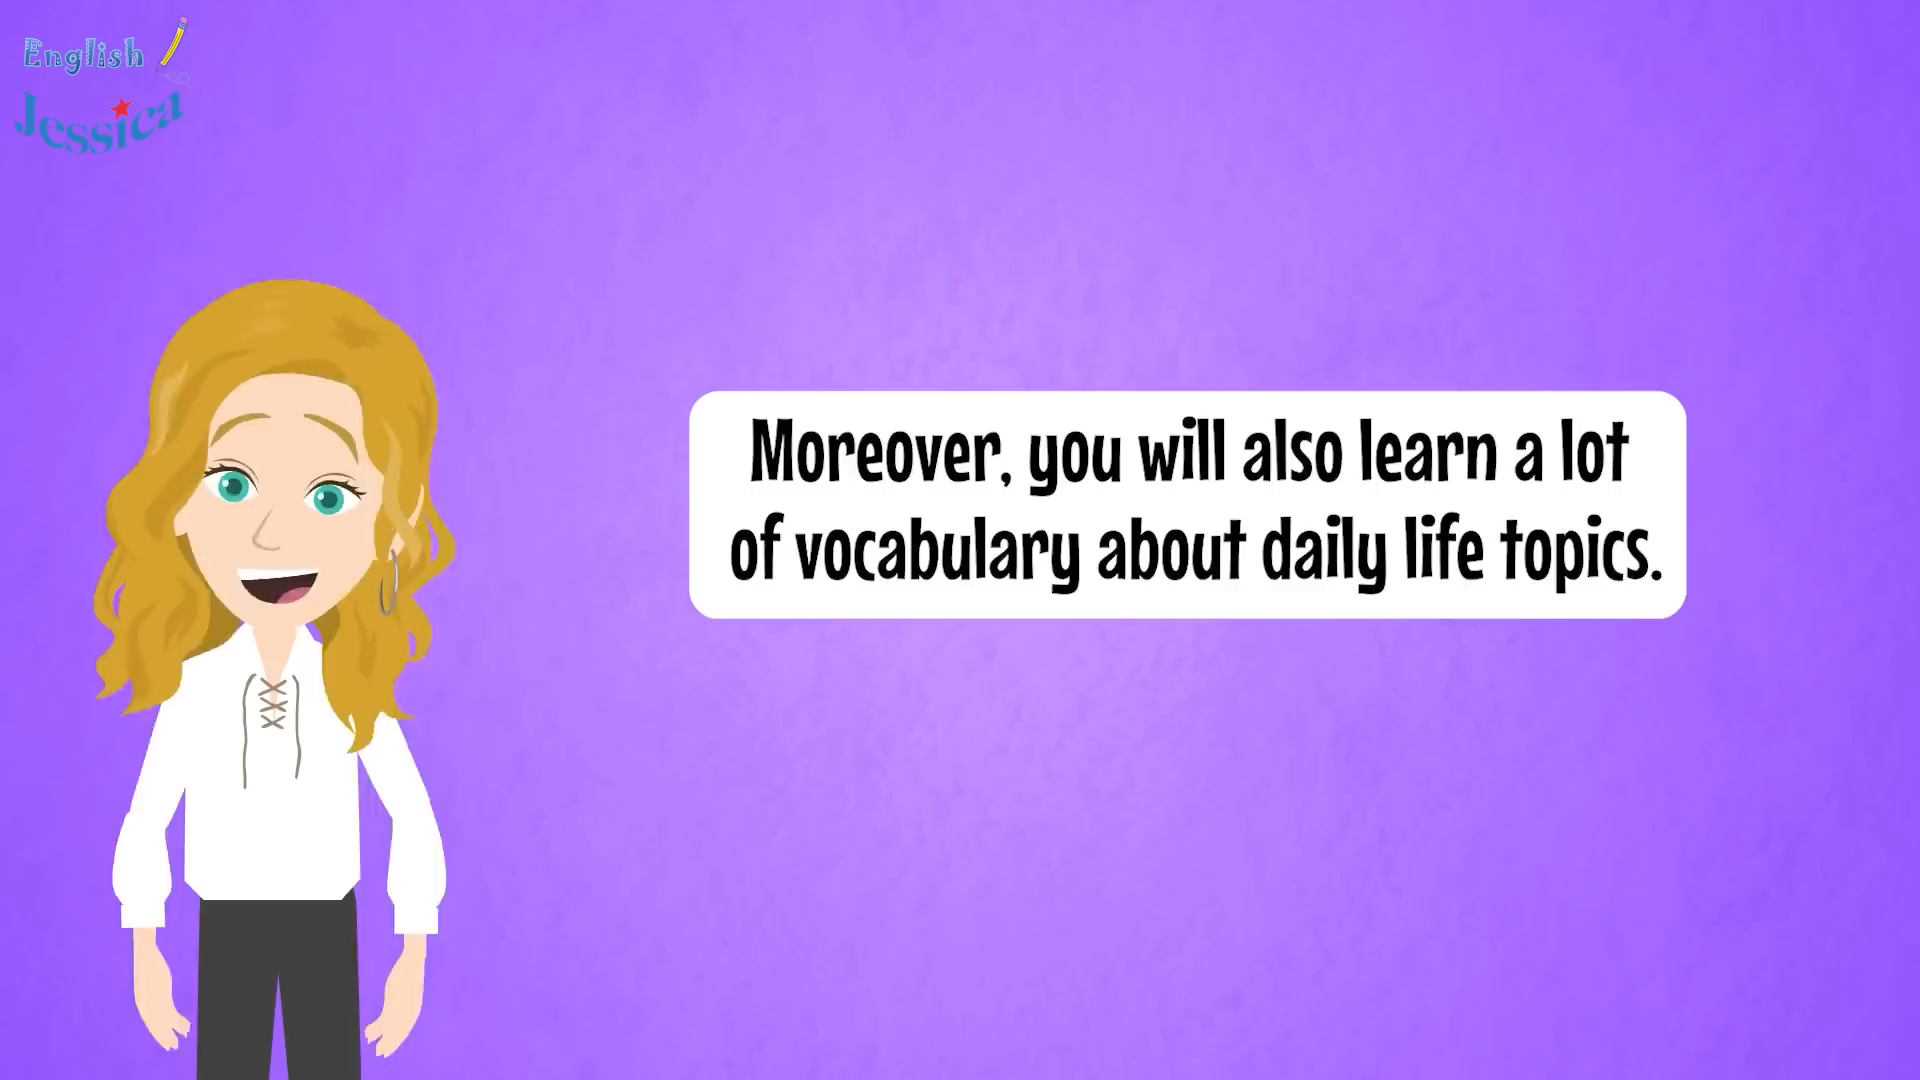 English
Jessica
Moreover, you will also learn a lot
of vocabulary about daily life topics.